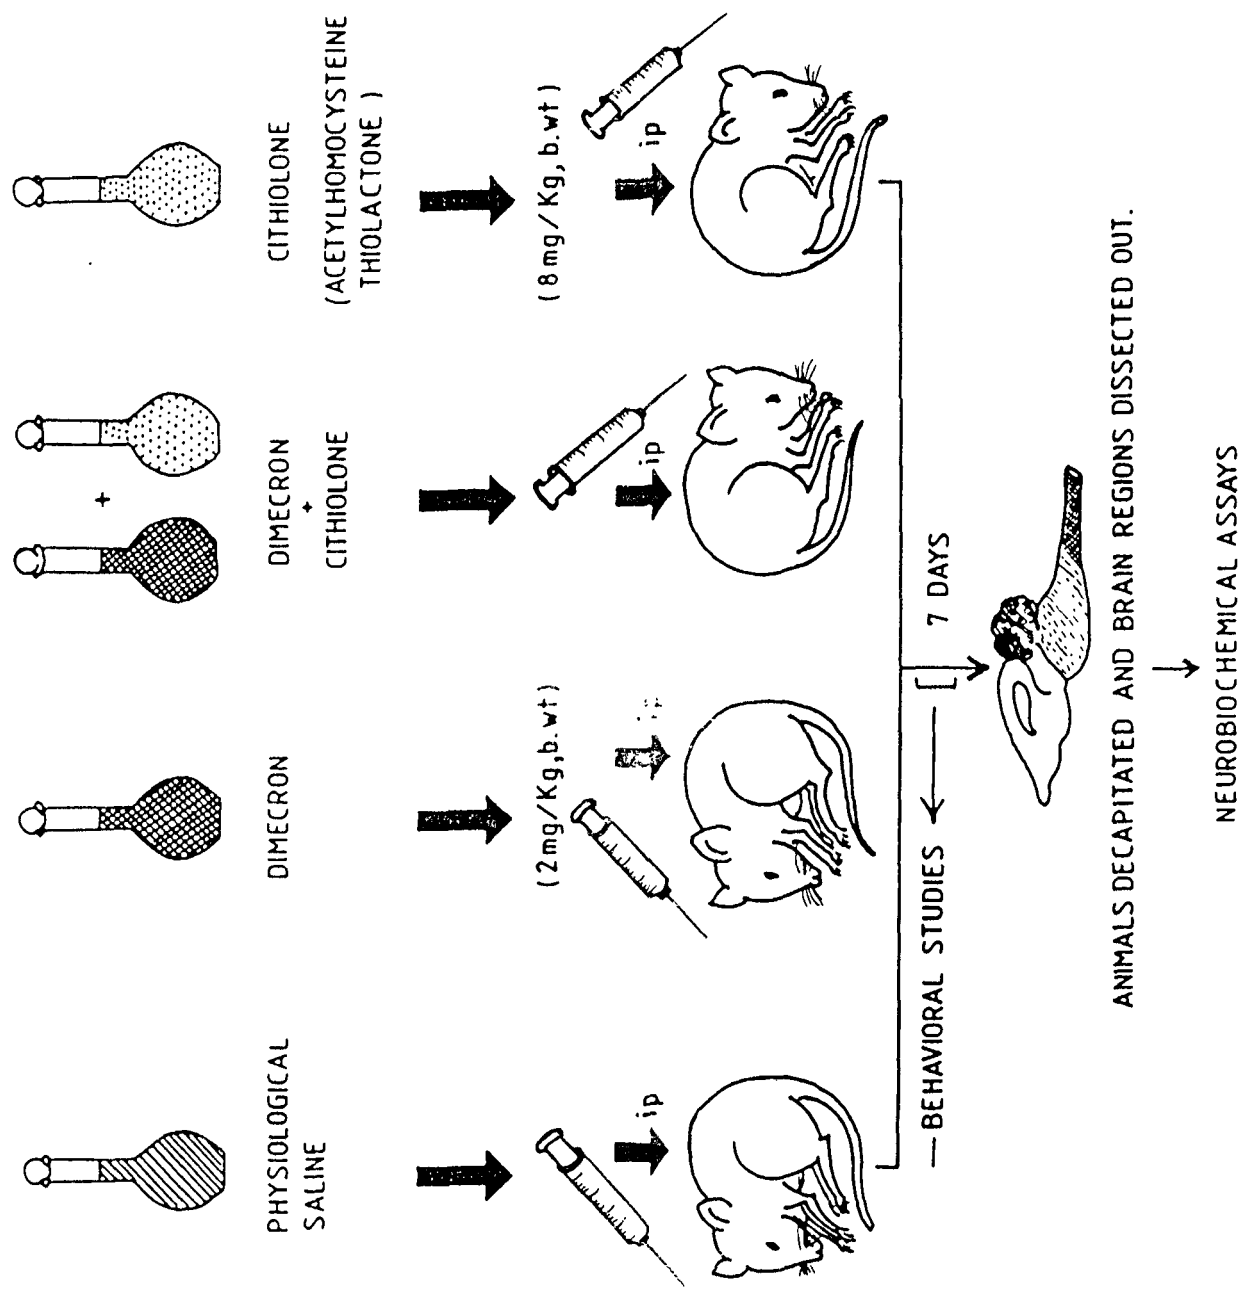 +
PHYSIOLOGICAL
SALINE
DIMECRON
DIMECRON
+
CITHIOLONE
CITHIOLONE
(ACETYLHOMOCYSTEINE
THIOLACTONE )
(2mg/Kg,b.wt)
(8mg/Kg, b.wt)
ip
ip
ip
ip
BEHAVIORAL STUDIES
[
7 DAYS
ANIMALS DECAPITATED AND BRAIN REGIONS DISSECTED OUT.
NEUROBIOCHEMICAL ASSAYS